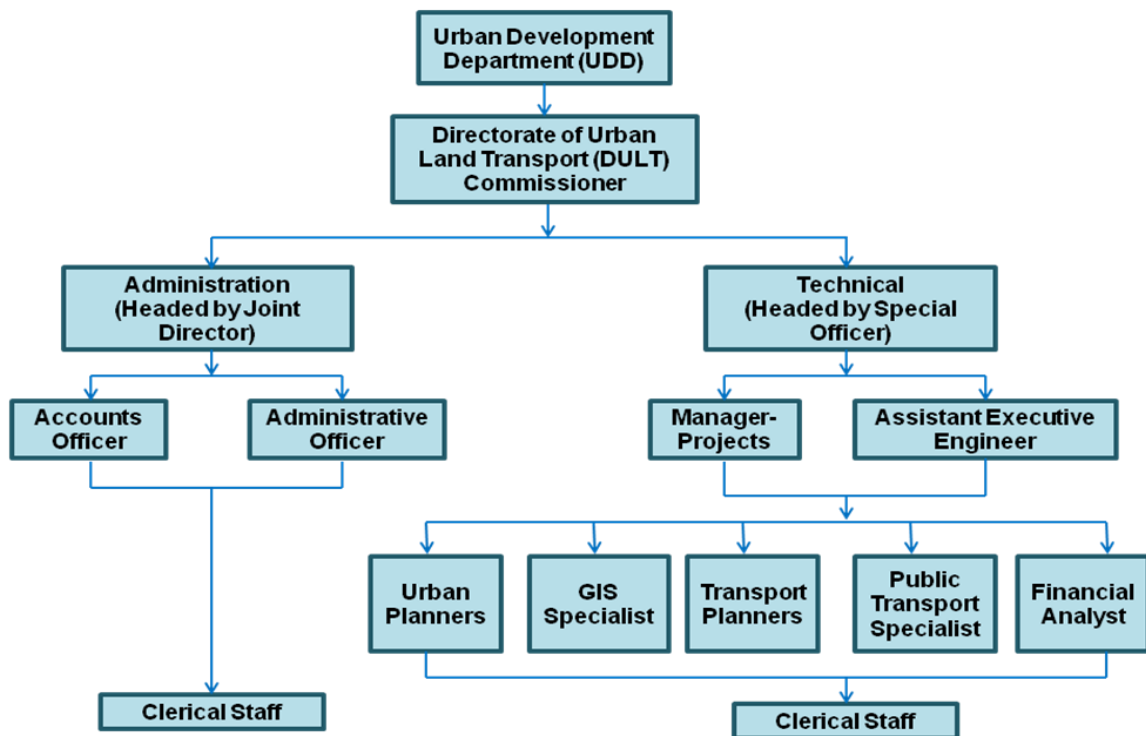 Urban Development
Department (UDD)
Directorate of Urban
Land Transport (DULT)
Commissioner
Administration
(Headed by Joint
Director)
Technical
(Headed by Special
Officer)
Accounts
Officer
Administrative
Officer
Manager-
Projects
Assistant Executive
Engineer
Urban
Planners
GIS
Specialist
Transport
Planners
Public
Transport
Specialist
Financial
Analyst
Clerical Staff
Clerical Staff